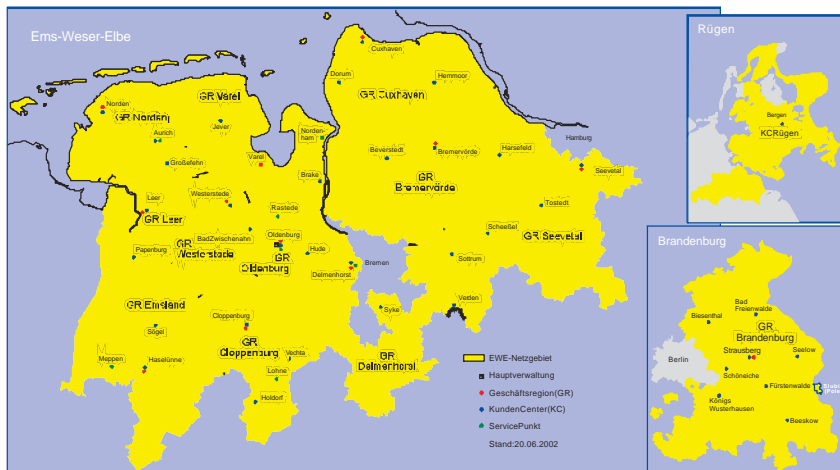 Ems-Weser-Elbe
Cuxhaven
Dorum
Hemmoor
GR Cuxhaven
GR Varel
Norden
GR Norden
Jever
Aurich
Norden-
ham
Großefehn
Varel
Beverstedt
Bremervörde
Harsefeld
Hamburg
Seevetal
Brake
GR
Bremervörde
Leer
Westerstede
GR Leer
Rastede
Tostedt
BadZwischenahn
Oldenburg
Scheeßel
GR Seevetal
GR
Westerstede
Papenburg
GR
Oldenburg
Hude
Bremen
Delmenhorst
Sottrum
GR Emsland
Syke
Verden
Sögel
Cloppenburg
GR
Cloppenburg
Vechta
Meppen
Haselünne
Lohne
Holdorf
GR
Delmenhorst
EWE-Netzgebiet
Hauptverwaltung
Geschäftsregion(GR)
KundenCenter(KC)
ServicePunkt
Stand:20.06.2002
Rügen
Bergen
KCRügen
Brandenburg
Biesenthal
Bad
Freienwalde
GR
Brandenburg
Berlin
Strausberg
Seelow
Schöneiche
Fürstenwalde
Königs
Wusterhausen
Beeskow